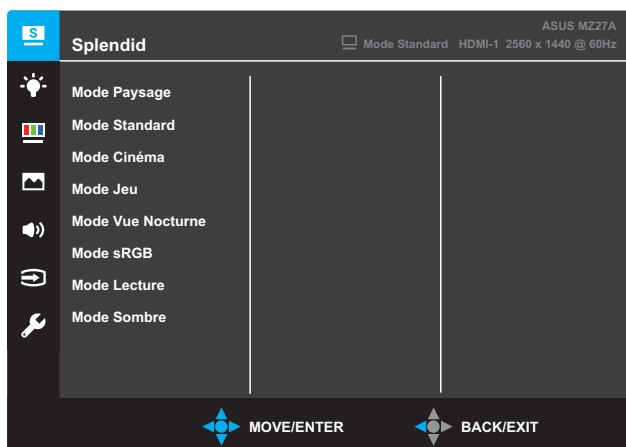 S
ASUS MZ27A
Splendid
Mode Standard HDMI-1 2560 x 1440 @ 60Hz
Mode Paysage
Mode Standard
Mode Cinéma
Mode Jeu
Mode Vue Nocturne
Mode sRGB
Mode Lecture
Mode Sombre
MOVE/ENTER
BACK/EXIT